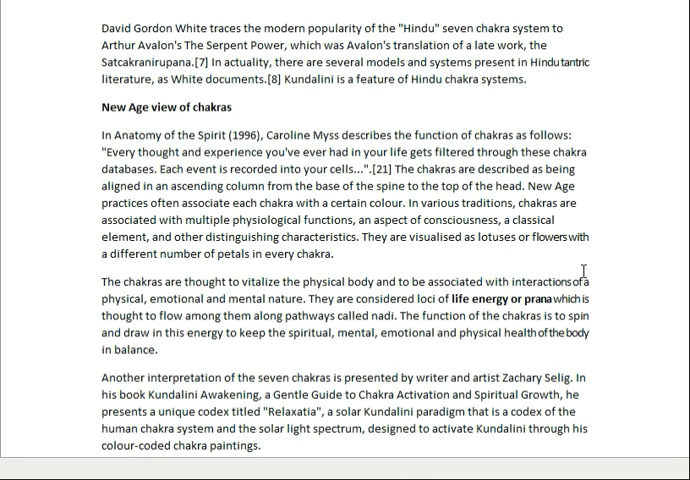 David Gordon White traces the modern popularity of the "Hindu" seven chakra system to
Arthur Avalon's The Serpent Power, which was Avalon's translation of a late work, the
Satcakranirupana.[7] In actuality, there are several models and systems present in Hindu tantric
literature, as White documents.[8] Kundalini is a feature of Hindu chakra systems.
New Age view of chakras
In Anatomy of the Spirit (1996), Caroline Myss describes the function of chakras as follows:
"Every thought and experience you've ever had in your life gets filtered through these chakra
databases. Each event is recorded into your cells...".[21] The chakras are described as being
aligned in an ascending column from the base of the spine to the top of the head. New Age
practices often associate each chakra with a certain colour. In various traditions, chakras are
associated with multiple physiological functions, an aspect of consciousness, a classical
element, and other distinguishing characteristics. They are visualised as lotuses or flowers with
a different number of petals in every chakra.
The chakras are thought to vitalize the physical body and to be associated with interactions of a
physical, emotional and mental nature. They are considered loci of life energy or prana which is
thought to flow among them along pathways called nadi. The function of the chakras is to spin
and draw in this energy to keep the spiritual, mental, emotional and physical health of the body
in balance.
Another interpretation of the seven chakras is presented by writer and artist Zachary Selig. In
his book Kundalini Awakening, a Gentle Guide to Chakra Activation and Spiritual Growth, he
presents a unique codex titled "Relaxatia", a solar Kundalini paradigm that is a codex of the
human chakra system and the solar light spectrum, designed to activate Kundalini through his
colour-coded chakra paintings.